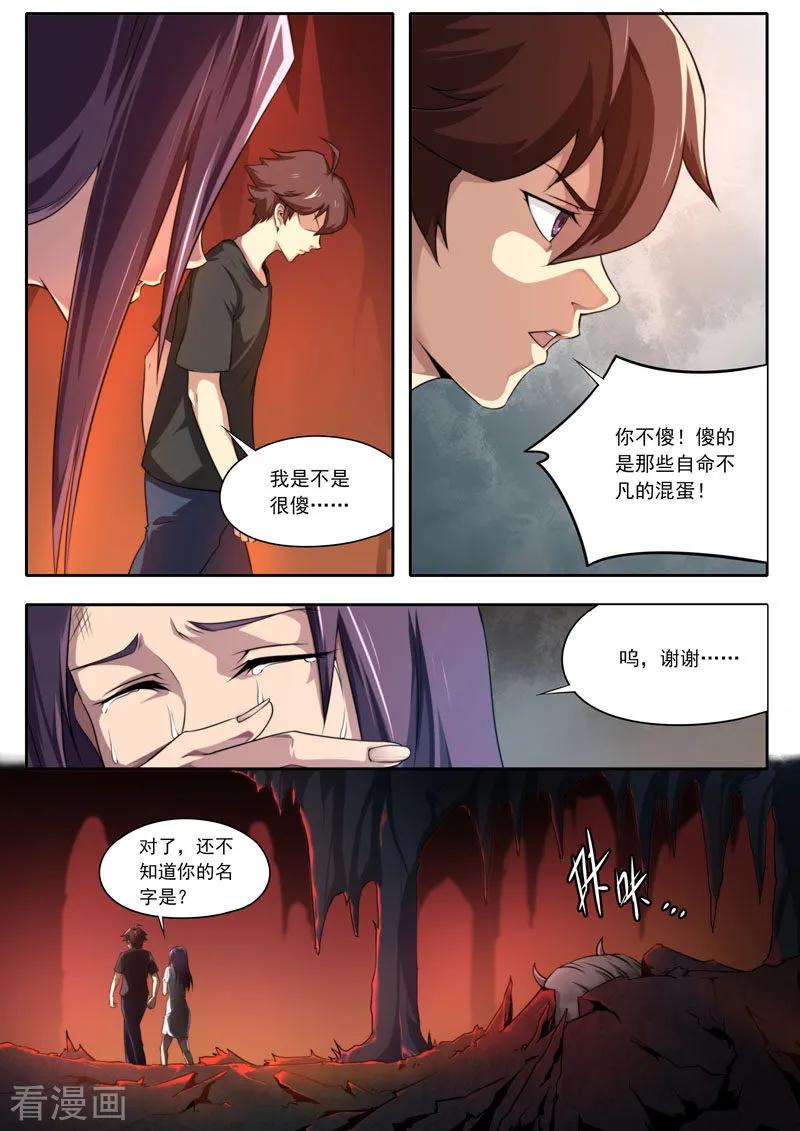 我是不是
很傻……
你不傻！傻的
是那些自命不
凡的混蛋！
呜，谢谢……
对了，还不
知道你的名
字是？
咔咔…
看漫画